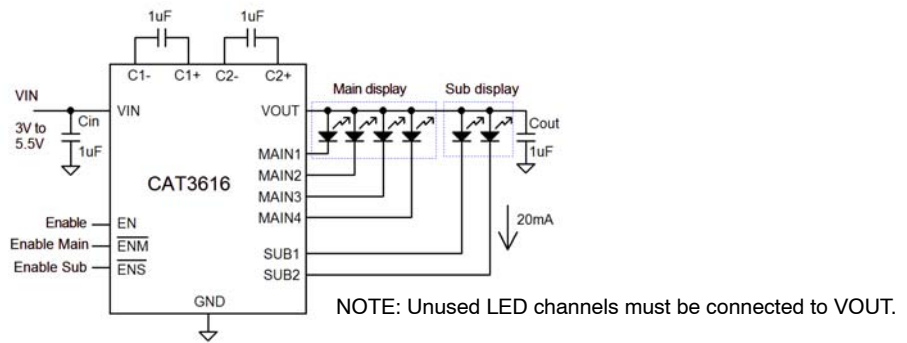 1uF 1uF
C1- C1+ C2- C2+
Main display Sub display
VIN
VIN VOUT
Cin Cout
3V to
5.5V
1uF 1uF
MAIN1
MAIN2
CAT3616
MAIN3
MAIN4
20mA
Enable EN
Enable Main ENM
SUB1
Enable Sub ENS
SUB2
GND
NOTE: Unused LED channels must be connected to VOUT.